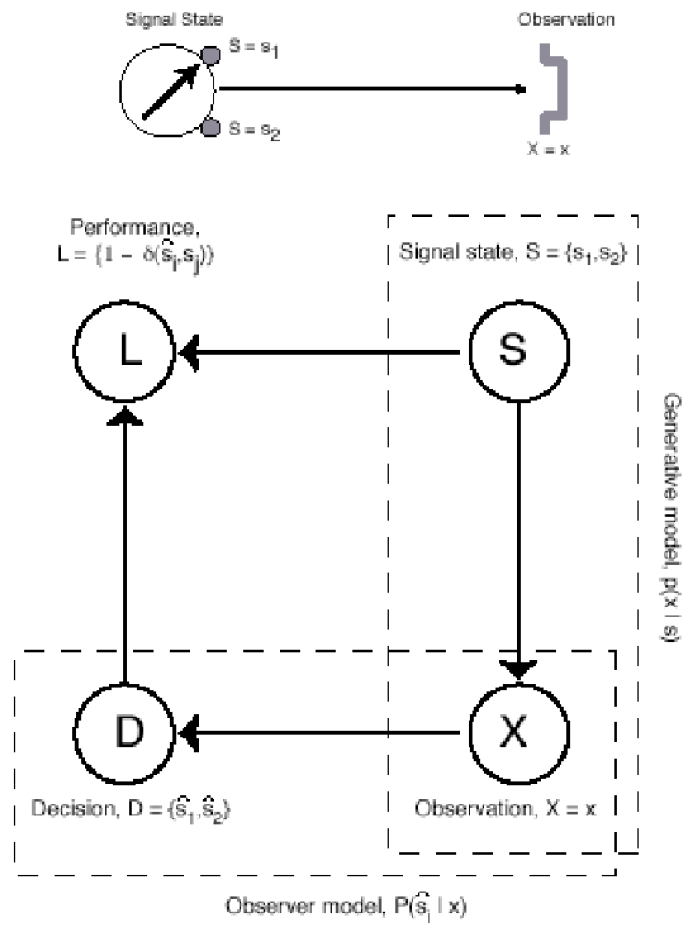 Signal State
Observation
S = s₁
S = s₂
X = x
Performance,
L = {1 − δ(ŝᵢ,sⱼ)}
Signal state, S = {s₁,s₂}
L
S
Generative model, p(x | s)
D
X
Decision, D = {ŝ₁,ŝ₂}
Observation, X = x
Observer model, P(ŝᵢ | x)